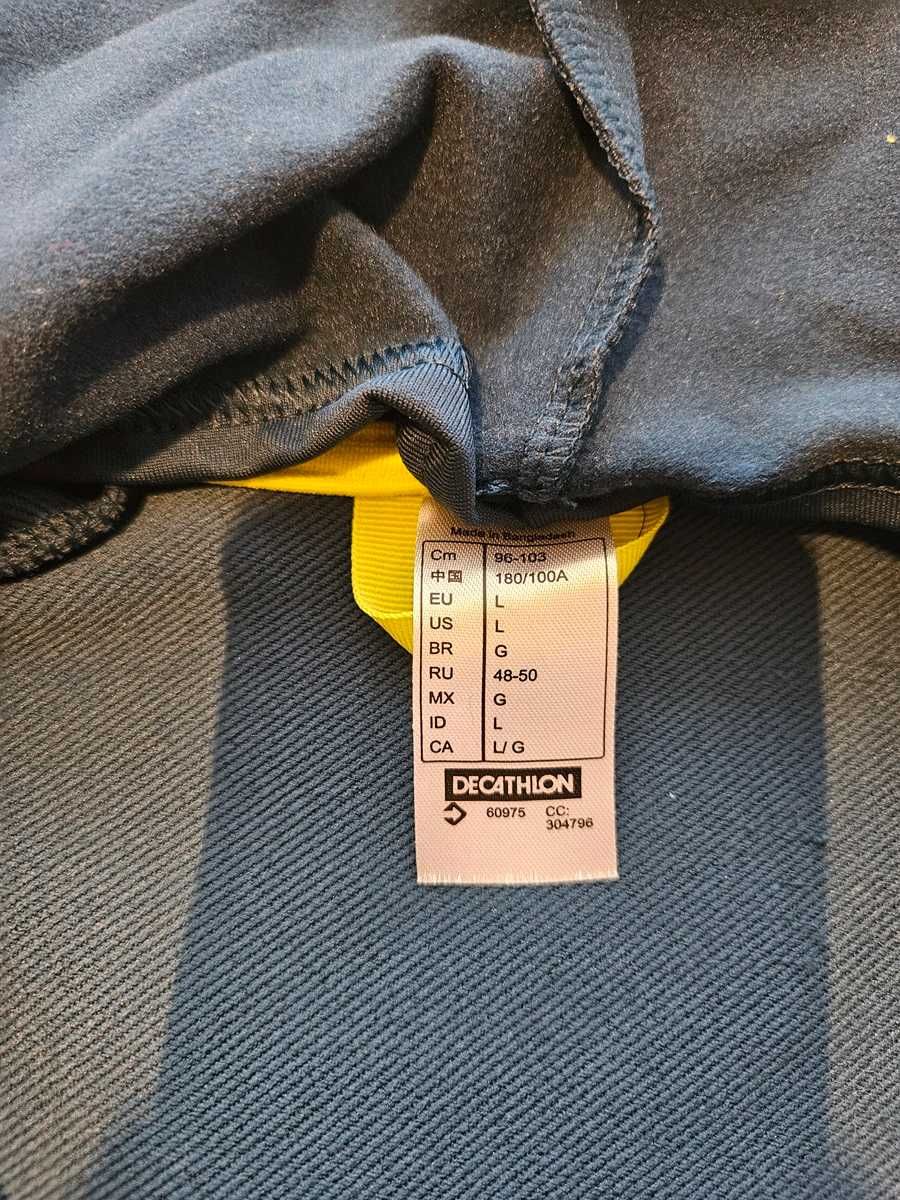 Made in Bangladesh
Cm 96-103
中国 180/100A
EU L
US L
BR G
RU 48-50
MX G
ID L
CA L/ G
DECATHLON
60975 CC:
304796